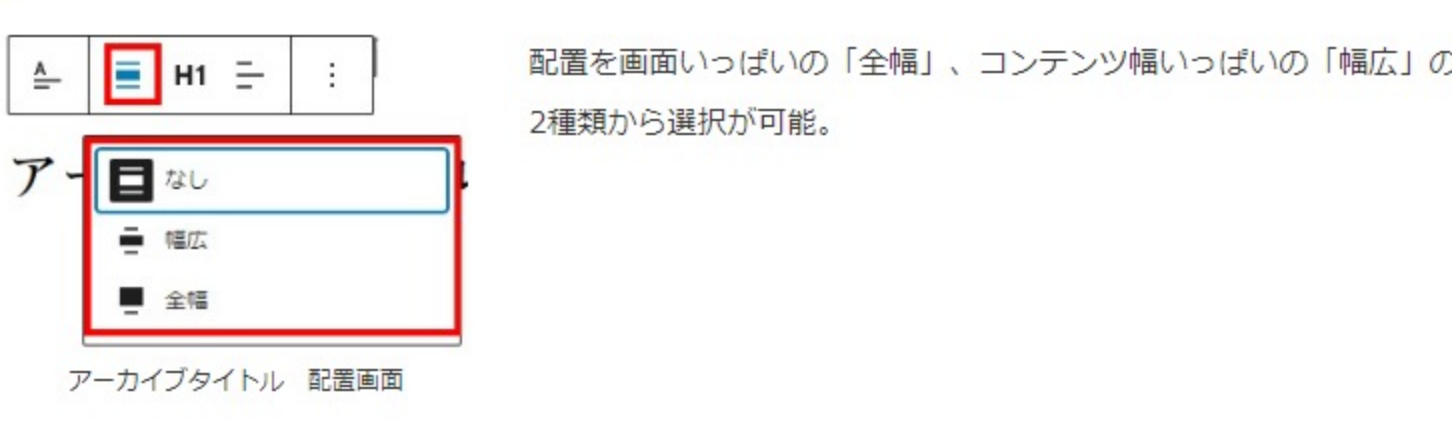 A
H1
アー
なし
幅広
全幅
アーカイブタイトル　配置画面
配置を画面いっぱいの「全幅」、コンテンツ幅いっぱいの「幅広」の
2種類から選択が可能。